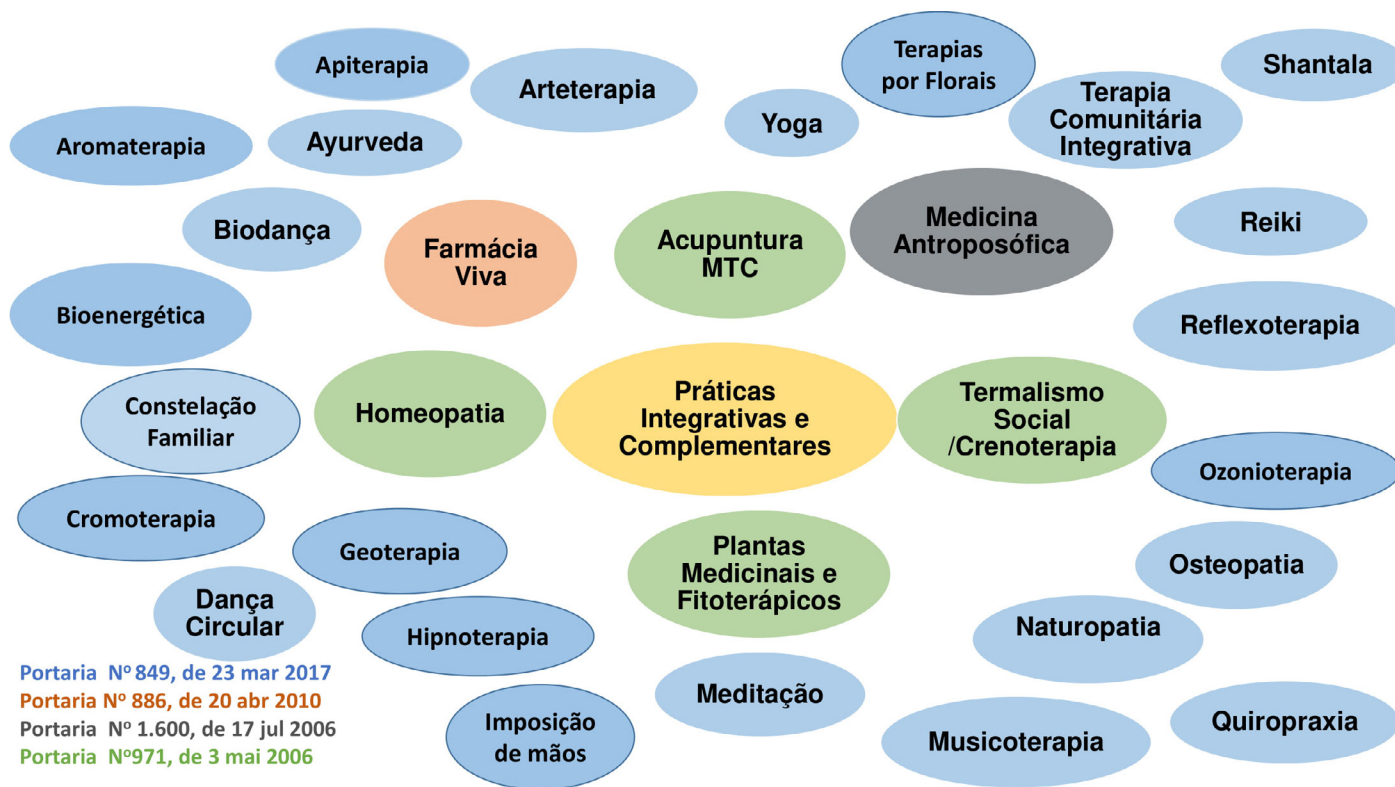 Apiterapia
Arteterapia
Terapias
por Florais
Shantala
Terapia
Comunitária
Integrativa
Yoga
Aromaterapia
Ayurveda
Biodança
Farmácia
Viva
Acupuntura
MTC
Medicina
Antroposófica
Reiki
Bioenergética
Reflexoterapia
Constelação
Familiar
Homeopatia
Práticas
Integrativas e
Complementares
Termalismo
Social
/Crenoterapia
Ozonioterapia
Cromoterapia
Geoterapia
Plantas
Medicinais e
Fitoterápicos
Osteopatia
Dança
Circular
Hipnoterapia
Naturopatia
Meditação
Imposição
de mãos
Musicoterapia
Quiropraxia
Portaria Nº 849, de 23 mar 2017
Portaria Nº 886, de 20 abr 2010
Portaria Nº 1.600, de 17 jul 2006
Portaria Nº971, de 3 mai 2006